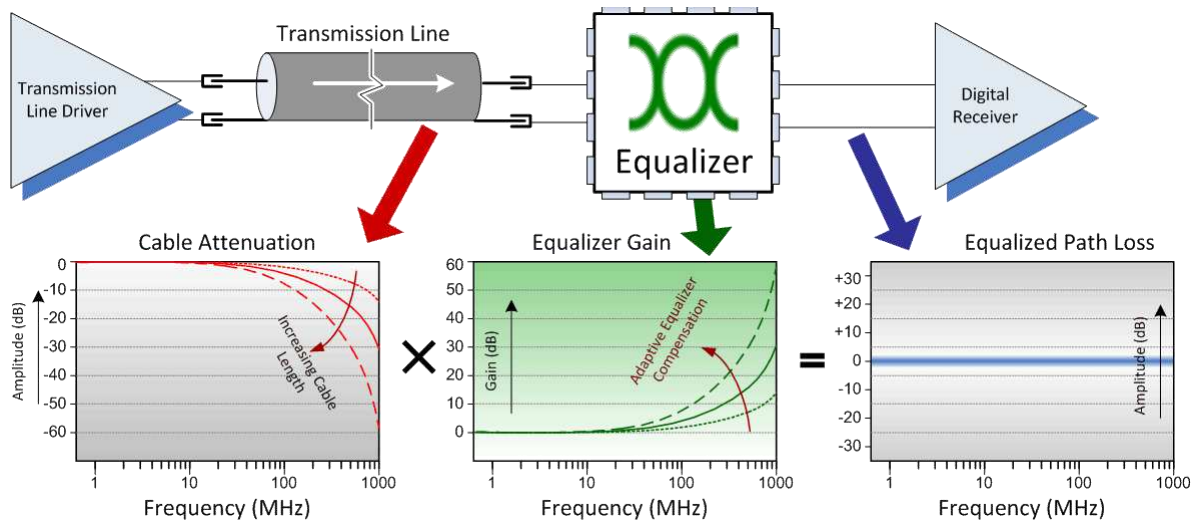 Transmission Line
Transmission
Line Driver
Equalizer
Digital
Receiver
Cable Attenuation
Equalizer Gain
Equalized Path Loss
Amplitude (dB)
0
-10
-20
-30
-40
-50
-60
Increasing Cable
Length
1
10
100
1000
Frequency (MHz)
×
Gain (dB)
60
50
40
30
20
10
0
Adaptive Equalizer
Compensation
1
10
100
1000
Frequency (MHz)
=
+30
+20
+10
0
-10
-20
-30
Amplitude (dB)
1
10
100
1000
Frequency (MHz)